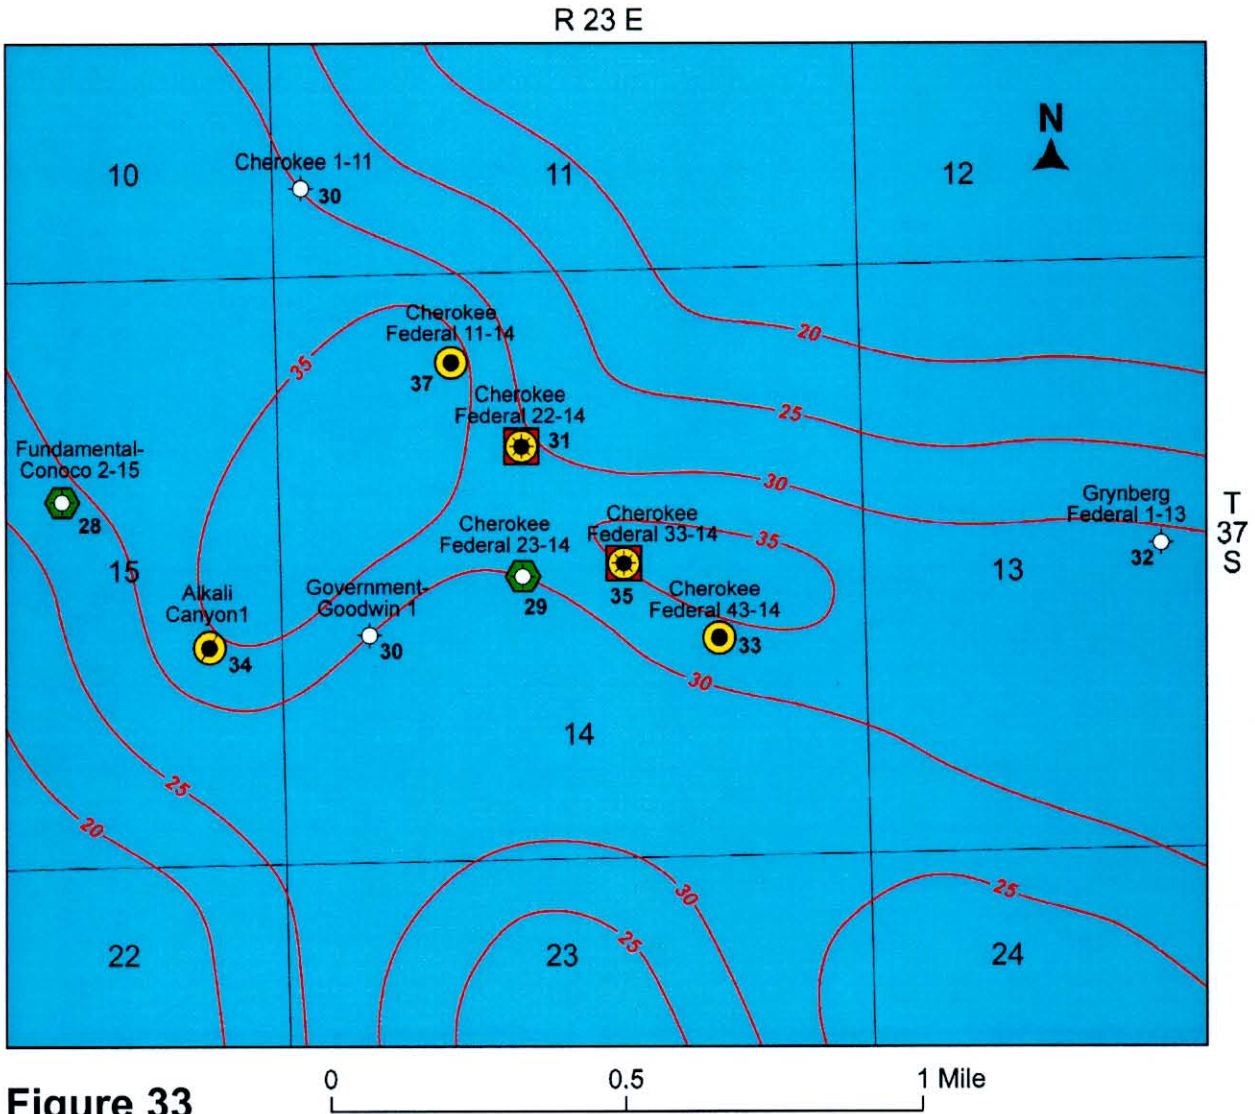 R 23 E
N
10
11
12
Cherokee 1-11
30
20
Cherokee
Federal 11-14
37
35
Cherokee
Federal 22-14
31
25
Fundamental-
Conoco 2-15
28
30
Grynberg
Federal 1-13
32
T
37
S
Cherokee
Federal 23-14
29
Cherokee
Federal 33-14
35
35
15
13
Alkali
Canyon1
34
Government-
Goodwin 1
30
Cherokee
Federal 43-14
33
30
14
25
20
30
25
25
22
23
24
Figure 33
0
0.5
1 Mile